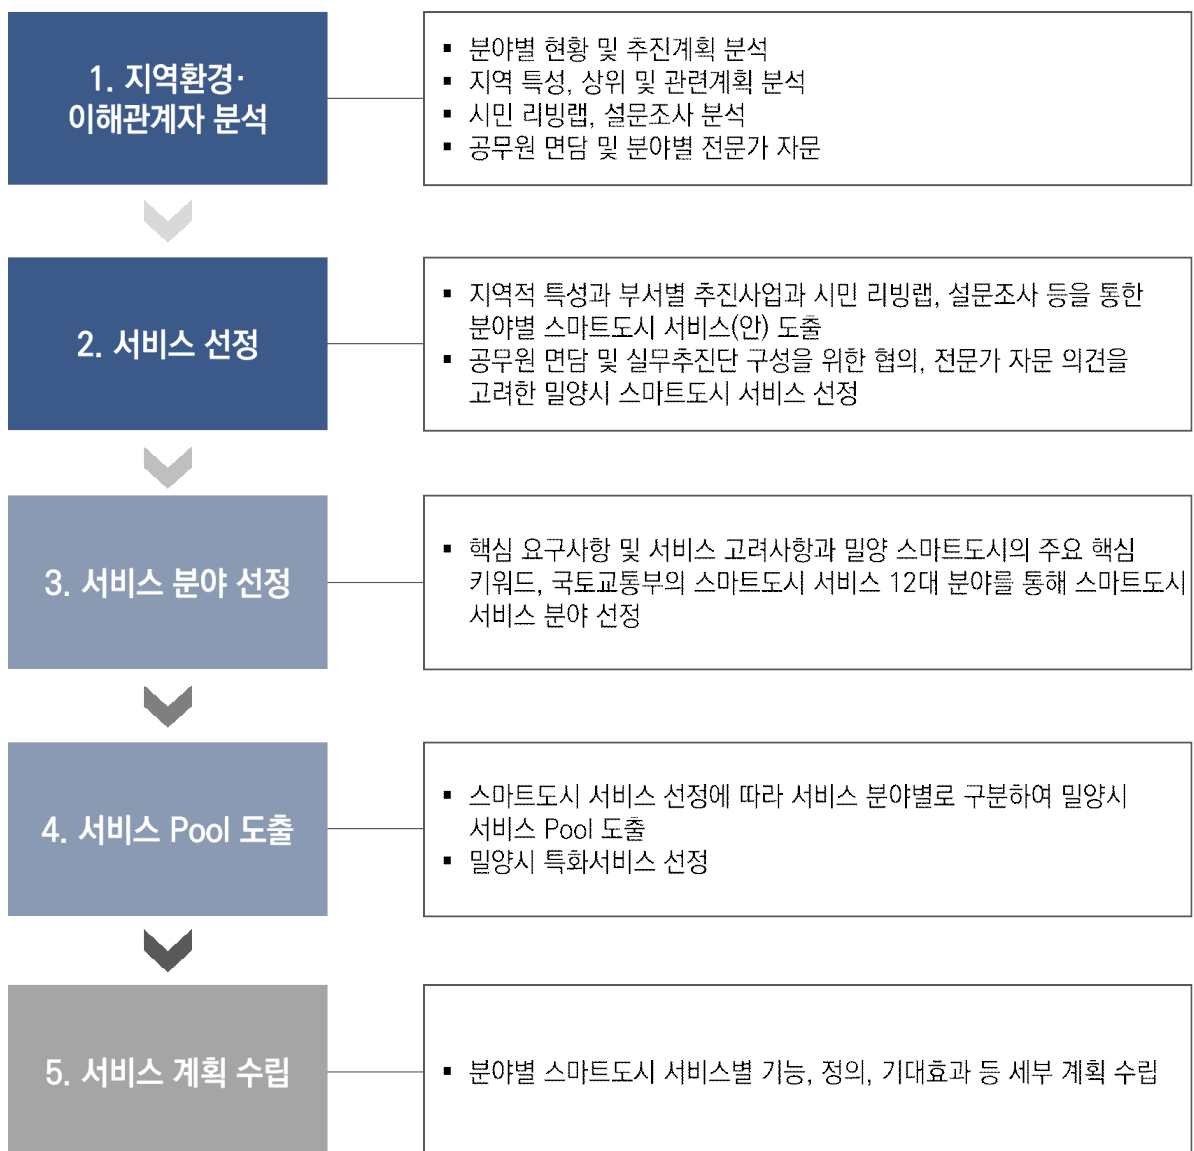 1. 지역환경·
이해관계자 분석
▪ 분야별 현황 및 추진계획 분석
▪ 지역 특성, 상위 및 관련계획 분석
▪ 시민 리빙랩, 설문조사 분석
▪ 공무원 면담 및 분야별 전문가 자문
2. 서비스 선정
▪ 지역적 특성과 부서별 추진사업과 시민 리빙랩, 설문조사 등을 통한
분야별 스마트도시 서비스(안) 도출
▪ 공무원 면담 및 실무추진단 구성을 위한 협의, 전문가 자문 의견을
고려한 밀양시 스마트도시 서비스 선정
3. 서비스 분야 선정
▪ 핵심 요구사항 및 서비스 고려사항과 밀양 스마트도시의 주요 핵심
키워드, 국토교통부의 스마트도시 서비스 12대 분야를 통해 스마트도시
서비스 분야 선정
4. 서비스 Pool 도출
▪ 스마트도시 서비스 선정에 따라 서비스 분야별로 구분하여 밀양시
서비스 Pool 도출
▪ 밀양시 특화서비스 선정
5. 서비스 계획 수립
▪ 분야별 스마트도시 서비스별 기능, 정의, 기대효과 등 세부 계획 수립